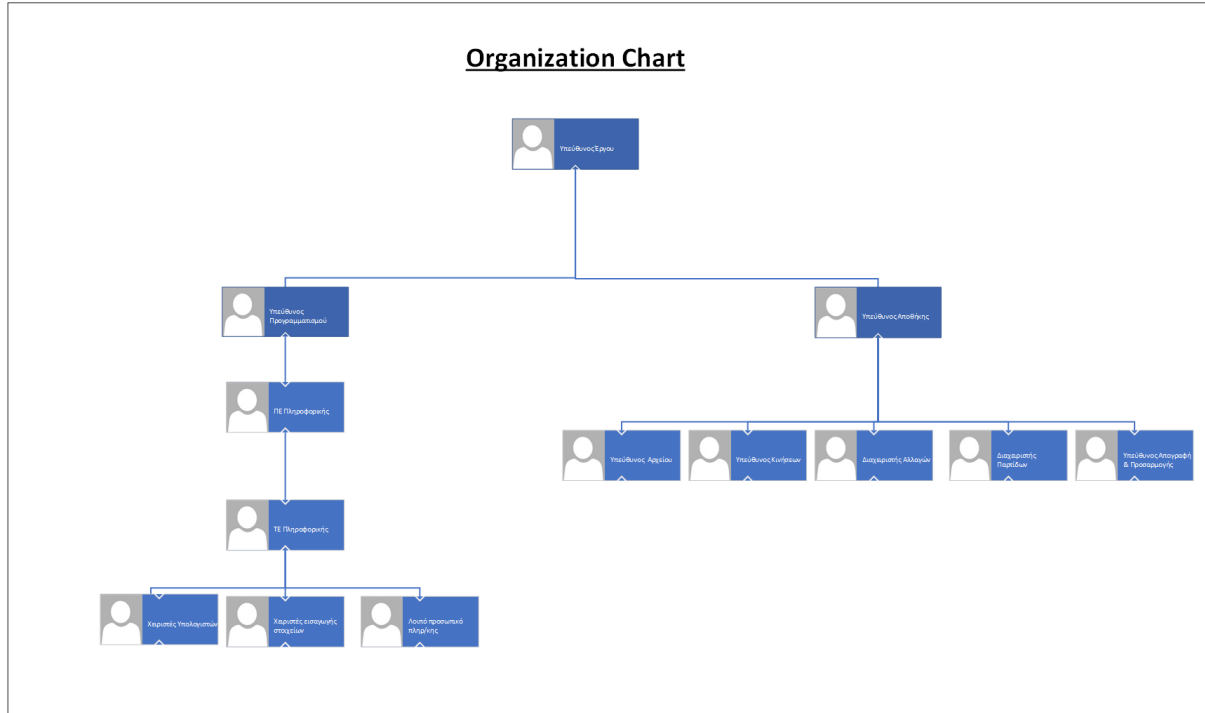 Organization Chart
Υπεύθυνος Έργου
Υπεύθυνος
Προγραμματισμού
Υπεύθυνος Αποθήκης
ΠΕ Πληροφορικής
Υπεύθυνος Αρχείου
Υπεύθυνος Κινήσεων
Διαχειριστής Αλλαγών
Διαχειριστής
Παρτίδων
Υπεύθυνος Απογραφή
& Προσαρμογής
ΤΕ Πληροφορικής
Χειριστές Υπολογιστών
Χειριστές εισαγωγής
στοιχείων
Λοιπό προσωπικό
πληρ/κης